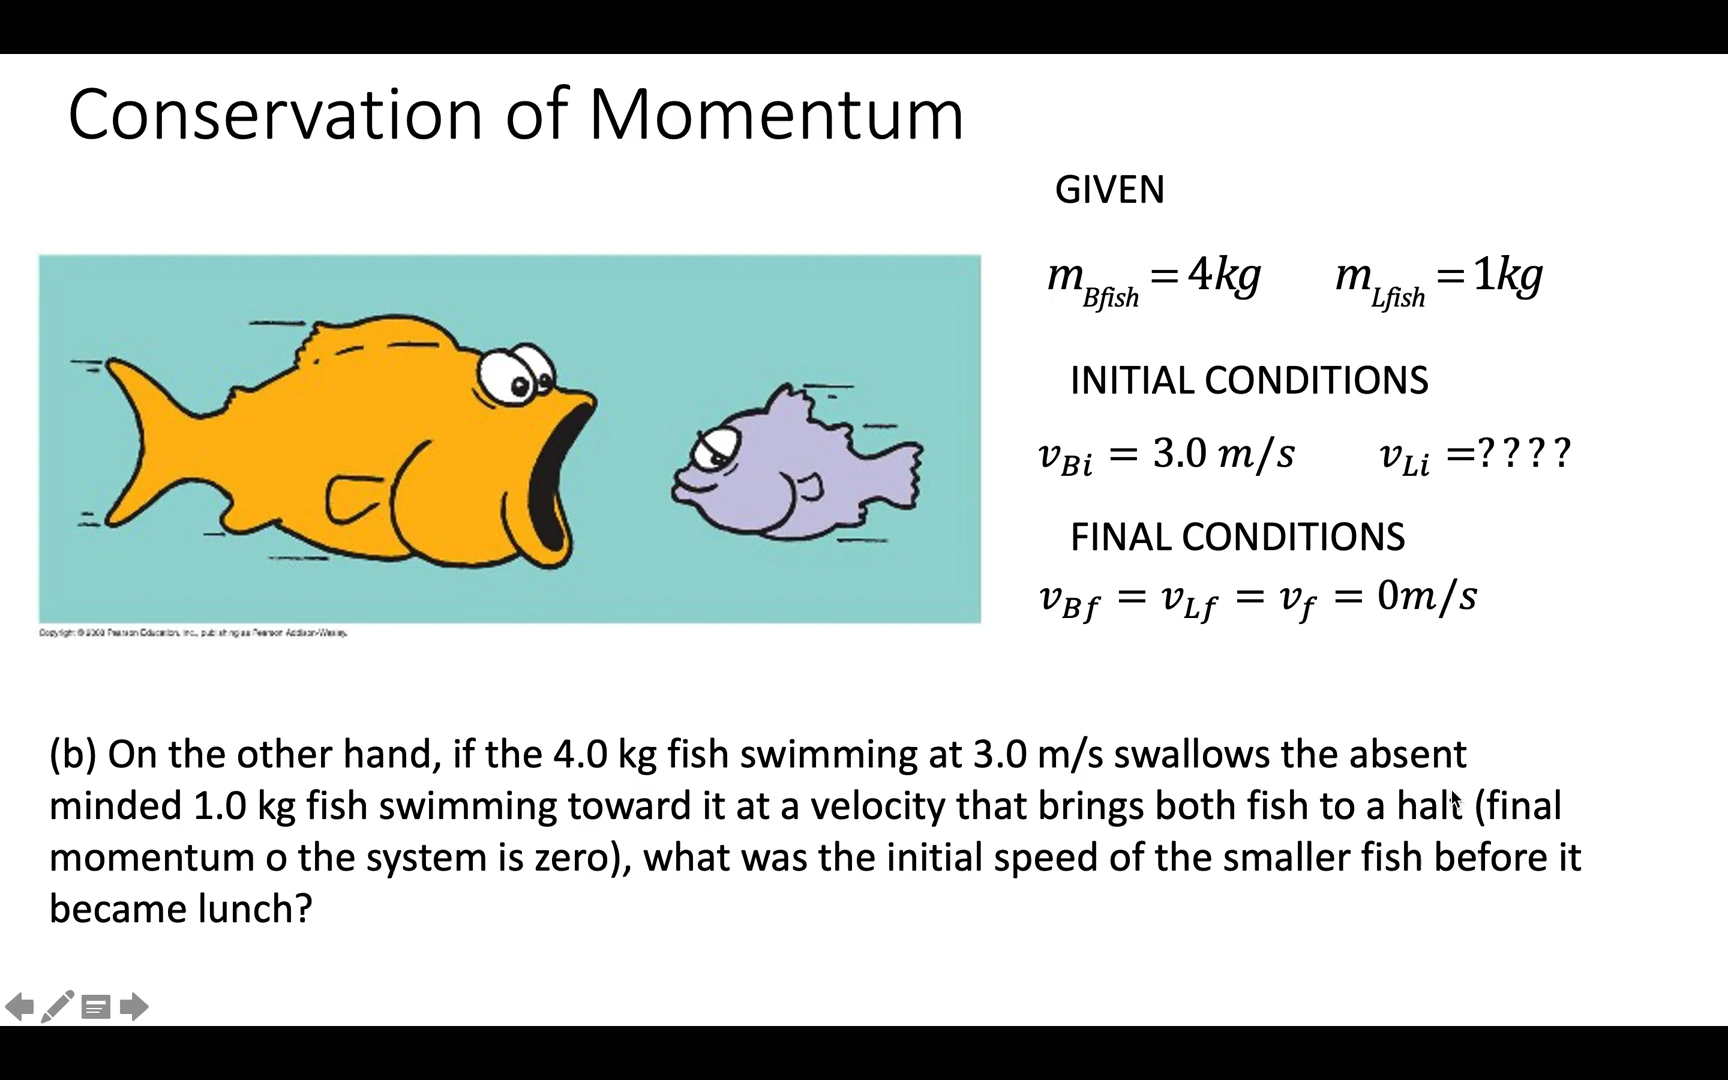 Conservation of Momentum
GIVEN
m_Bfish = 4kg m_Lfish = 1kg
INITIAL CONDITIONS
v_Bi = 3.0 m/s v_Li =????
FINAL CONDITIONS
v_Bf = v_Lf = v_f = 0m/s
Copyright © 2008 Pearson Education, Inc., publishing as Pearson Addison-Wesley.
(b) On the other hand, if the 4.0 kg fish swimming at 3.0 m/s swallows the absent
minded 1.0 kg fish swimming toward it at a velocity that brings both fish to a halt (final
momentum o the system is zero), what was the initial speed of the smaller fish before it
became lunch?